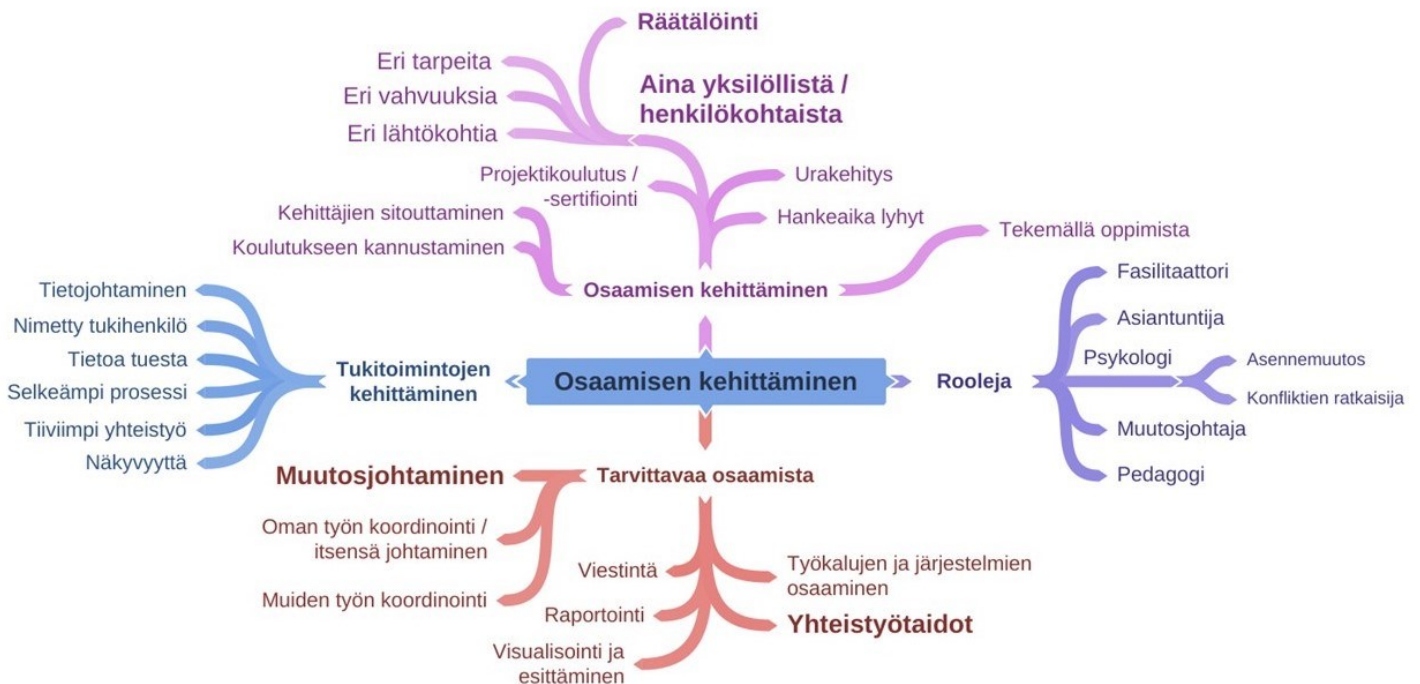 Räätälöinti
Eri tarpeita
Eri vahvuuksia
Eri lähtökohtia
Aina yksilöllistä /
henkilökohtaista
Projektikoulutus /
-sertifiointi
Urakehitys
Hankeaika lyhyt
Kehittäjien sitouttaminen
Koulutukseen kannustaminen
Tekemällä oppimista
Osaamisen kehittäminen
Tietojohtaminen
Nimetty tukihenkilö
Tietoa tuesta
Selkeämpi prosessi
Tiiviimpi yhteistyö
Näkyvyyttä
Tukitoimintojen
kehittäminen
Osaamisen kehittäminen
Rooleja
Fasilitaattori
Asiantuntija
Psykologi
Asennemuutos
Konfliktien ratkaisija
Muutosjohtaja
Pedagogi
Muutosjohtaminen
Tarvittavaa osaamista
Oman työn koordinointi /
itsensä johtaminen
Muiden työn koordinointi
Viestintä
Raportointi
Visualisointi ja
esittäminen
Työkalujen ja järjestelmien
osaaminen
Yhteistyötaidot